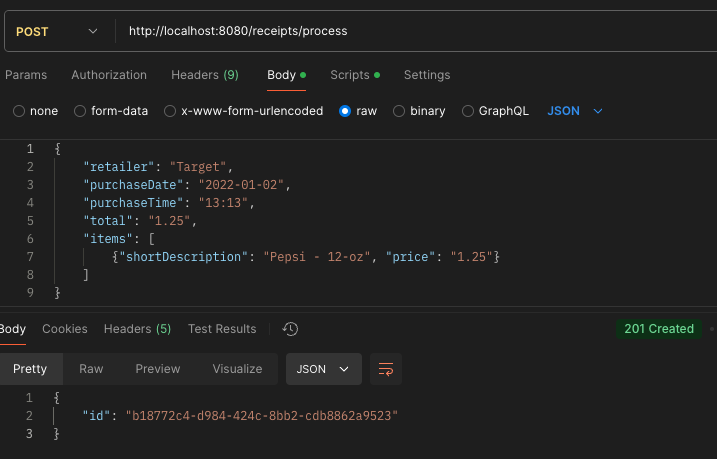 POST http://localhost:8080/receipts/process
Params Authorization Headers (9) Body Scripts Settings
none form-data x-www-form-urlencoded raw binary GraphQL JSON
1 {
2 "retailer": "Target",
3 "purchaseDate": "2022-01-02",
4 "purchaseTime": "13:13",
5 "total": "1.25",
6 "items": [
7 {"shortDescription": "Pepsi - 12-oz", "price": "1.25"}
8 ]
9 }
Body Cookies Headers (5) Test Results 201 Created
Pretty Raw Preview Visualize JSON
1 {
2 "id": "b18772c4-d984-424c-8bb2-cdb8862a9523"
3 }